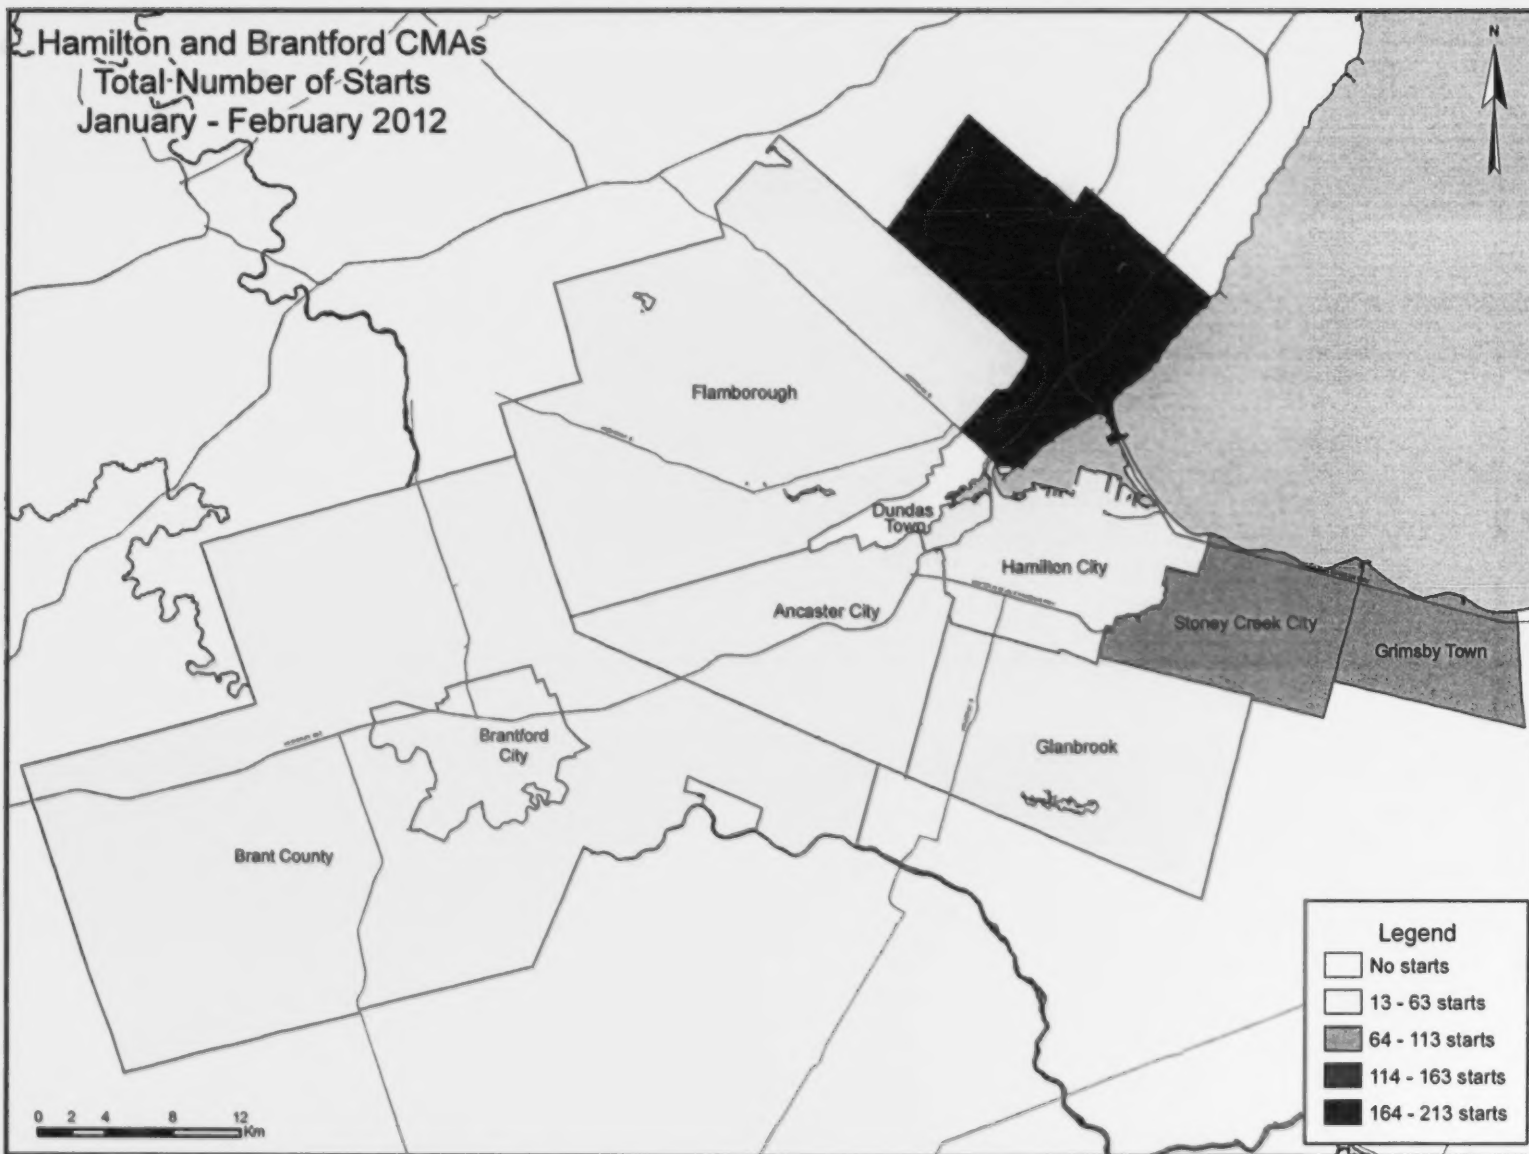 Hamilton and Brantford CMAs
Total Number of Starts
January - February 2012
N
Flamborough
Dundas
Town
Hamilton City
Ancaster City
Stoney Creek City
Grimsby Town
Brantford
City
Glanbrook
Brant County
Legend
No starts
13 - 63 starts
64 - 113 starts
114 - 163 starts
164 - 213 starts
0 2 4 8 12
Km